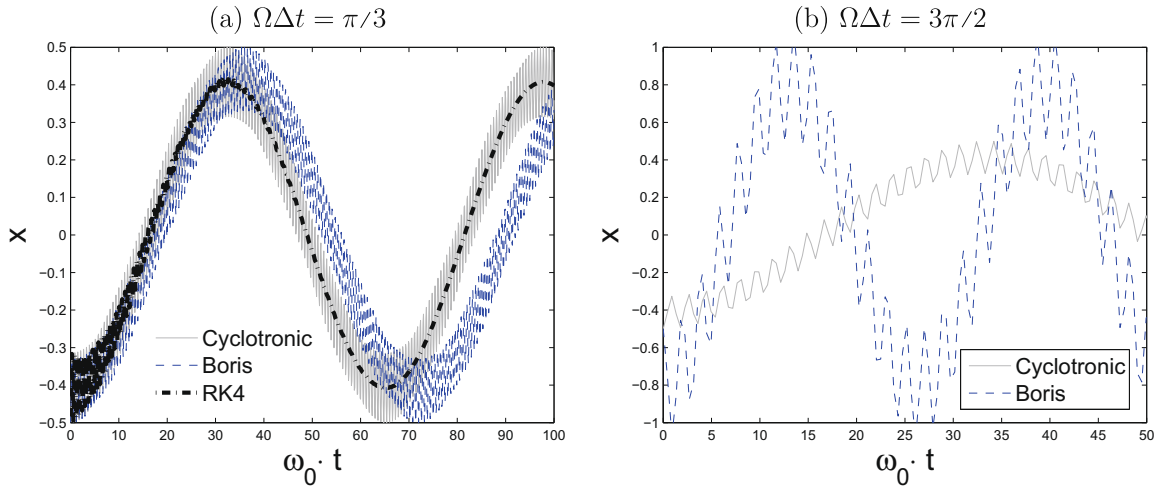 (a) ΩΔt = π/3
0.5
0.4
0.3
0.2
0.1
0
−0.1
−0.2
−0.3
−0.4
−0.5
x
Cyclotronic
Boris
RK4
0 10 20 30 40 50 60 70 80 90 100
ω0· t
(b) ΩΔt = 3π/2
1
0.8
0.6
0.4
0.2
0
−0.2
−0.4
−0.6
−0.8
−1
x
Cyclotronic
Boris
0 5 10 15 20 25 30 35 40 45 50
ω0· t